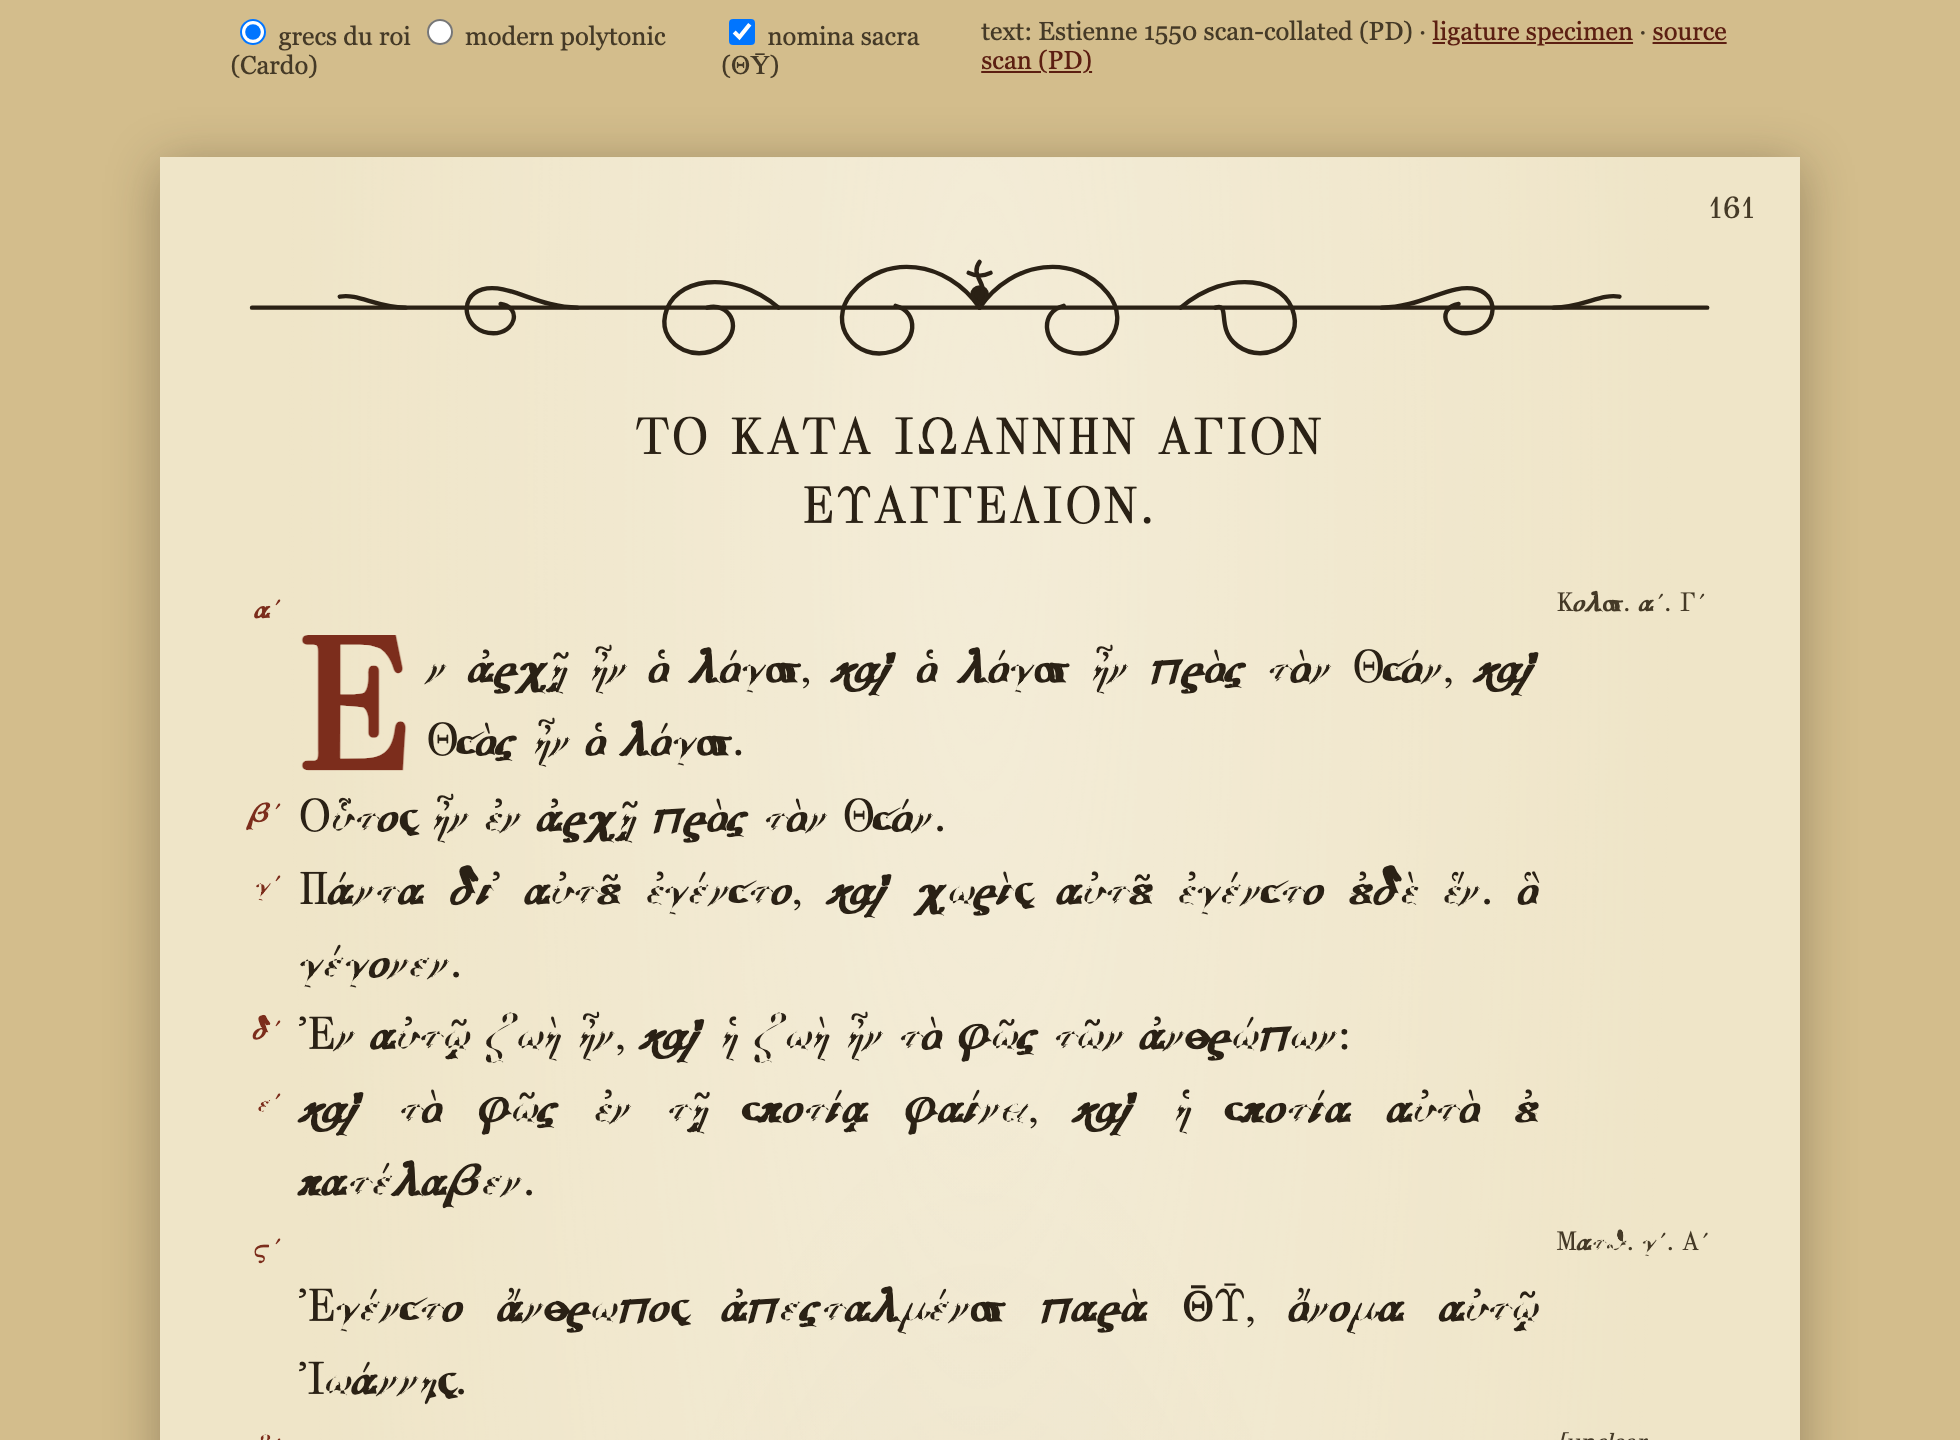 grecs du roi modern polytonic (Cardo)
nomina sacra (ΘῩ)
text: Estienne 1550 scan-collated (PD) · ligature specimen · source scan (PD)
161
ΤΟ ΚΑΤΑ ΙΩΑΝΝΗΝ ΑΓΙΟΝ
ΕΥΑΓΓΕΛΙΟΝ.
α΄
Κολος. α΄. Γ΄
Εν ἀρχῇ ἦν ὁ λόγος, καὶ ὁ λόγος ἦν πρὸς τὸν Θεόν, καὶ
Θεὸς ἦν ὁ λόγος.
β΄ Οὗτος ἦν ἐν ἀρχῇ πρὸς τὸν Θεόν.
γ΄ Πάντα δι᾽ αὐτοῦ ἐγένετο, καὶ χωρὶς αὐτοῦ ἐγένετο οὐδὲ ἕν. ὃ
γέγονεν.
δ΄ Ἐν αὐτῷ ζωὴ ἦν, καὶ ἡ ζωὴ ἦν τὸ φῶς τῶν ἀνθρώπων:
ε΄ καὶ τὸ φῶς ἐν τῇ σκοτίᾳ φαίνει, καὶ ἡ σκοτία αὐτὸ οὐ
κατέλαβεν.
ϛ΄
Ματθ. γ΄. Α΄
Ἐγένετο ἄνθρωπος ἀπεσταλμένος παρὰ Θ̄Ῡ, ὄνομα αὐτῷ
Ἰωάννης.